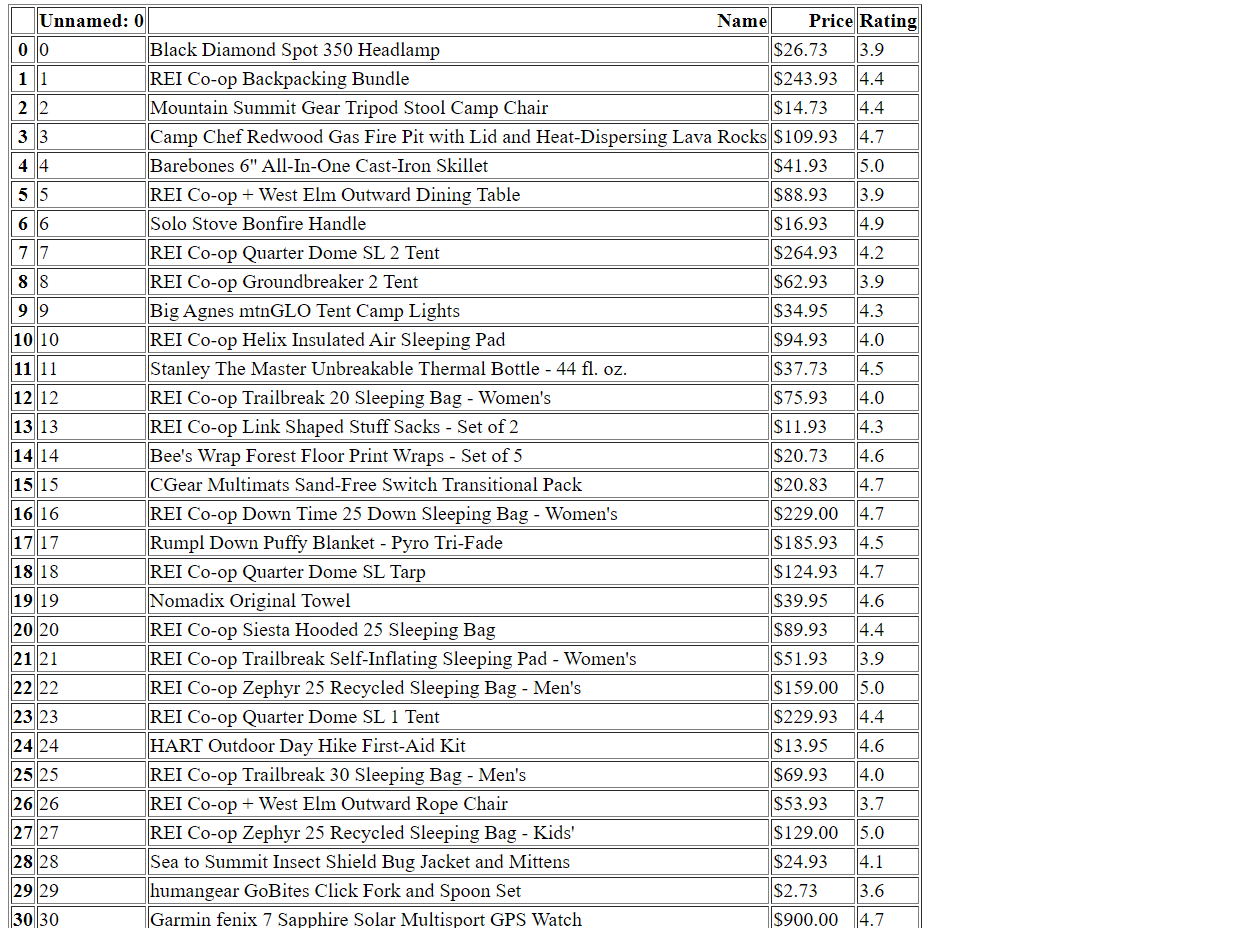 Unnamed: 0 Name Price Rating
0 0 Black Diamond Spot 350 Headlamp $26.73 3.9
1 1 REI Co-op Backpacking Bundle $243.93 4.4
2 2 Mountain Summit Gear Tripod Stool Camp Chair $14.73 4.4
3 3 Camp Chef Redwood Gas Fire Pit with Lid and Heat-Dispersing Lava Rocks $109.93 4.7
4 4 Barebones 6" All-In-One Cast-Iron Skillet $41.93 5.0
5 5 REI Co-op + West Elm Outward Dining Table $88.93 3.9
6 6 Solo Stove Bonfire Handle $16.93 4.9
7 7 REI Co-op Quarter Dome SL 2 Tent $264.93 4.2
8 8 REI Co-op Groundbreaker 2 Tent $62.93 3.9
9 9 Big Agnes mtnGLO Tent Camp Lights $34.95 4.3
10 10 REI Co-op Helix Insulated Air Sleeping Pad $94.93 4.0
11 11 Stanley The Master Unbreakable Thermal Bottle - 44 fl. oz. $37.73 4.5
12 12 REI Co-op Trailbreak 20 Sleeping Bag - Women's $75.93 4.0
13 13 REI Co-op Link Shaped Stuff Sacks - Set of 2 $11.93 4.3
14 14 Bee's Wrap Forest Floor Print Wraps - Set of 5 $20.73 4.6
15 15 CGear Multimats Sand-Free Switch Transitional Pack $20.83 4.7
16 16 REI Co-op Down Time 25 Down Sleeping Bag - Women's $229.00 4.7
17 17 Rumpl Down Puffy Blanket - Pyro Tri-Fade $185.93 4.5
18 18 REI Co-op Quarter Dome SL Tarp $124.93 4.7
19 19 Nomadix Original Towel $39.95 4.6
20 20 REI Co-op Siesta Hooded 25 Sleeping Bag $89.93 4.4
21 21 REI Co-op Trailbreak Self-Inflating Sleeping Pad - Women's $51.93 3.9
22 22 REI Co-op Zephyr 25 Recycled Sleeping Bag - Men's $159.00 5.0
23 23 REI Co-op Quarter Dome SL 1 Tent $229.93 4.4
24 24 HART Outdoor Day Hike First-Aid Kit $13.95 4.6
25 25 REI Co-op Trailbreak 30 Sleeping Bag - Men's $69.93 4.0
26 26 REI Co-op + West Elm Outward Rope Chair $53.93 3.7
27 27 REI Co-op Zephyr 25 Recycled Sleeping Bag - Kids' $129.00 5.0
28 28 Sea to Summit Insect Shield Bug Jacket and Mittens $24.93 4.1
29 29 humangear GoBites Click Fork and Spoon Set $2.73 3.6
30 30 Garmin fenix 7 Sapphire Solar Multisport GPS Watch $900.00 4.7